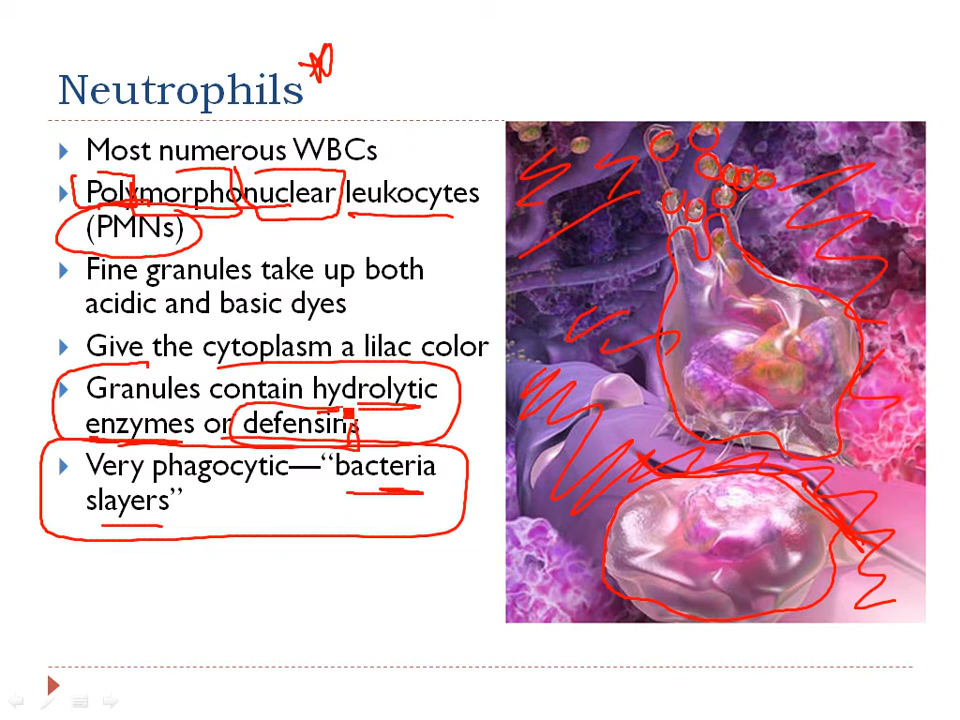 Neutrophils
Most numerous WBCs
Polymorphonuclear leukocytes
(PMNs)
Fine granules take up both
acidic and basic dyes
Give the cytoplasm a lilac color
Granules contain hydrolytic
enzymes or defensins
Very phagocytic—“bacteria
slayers”